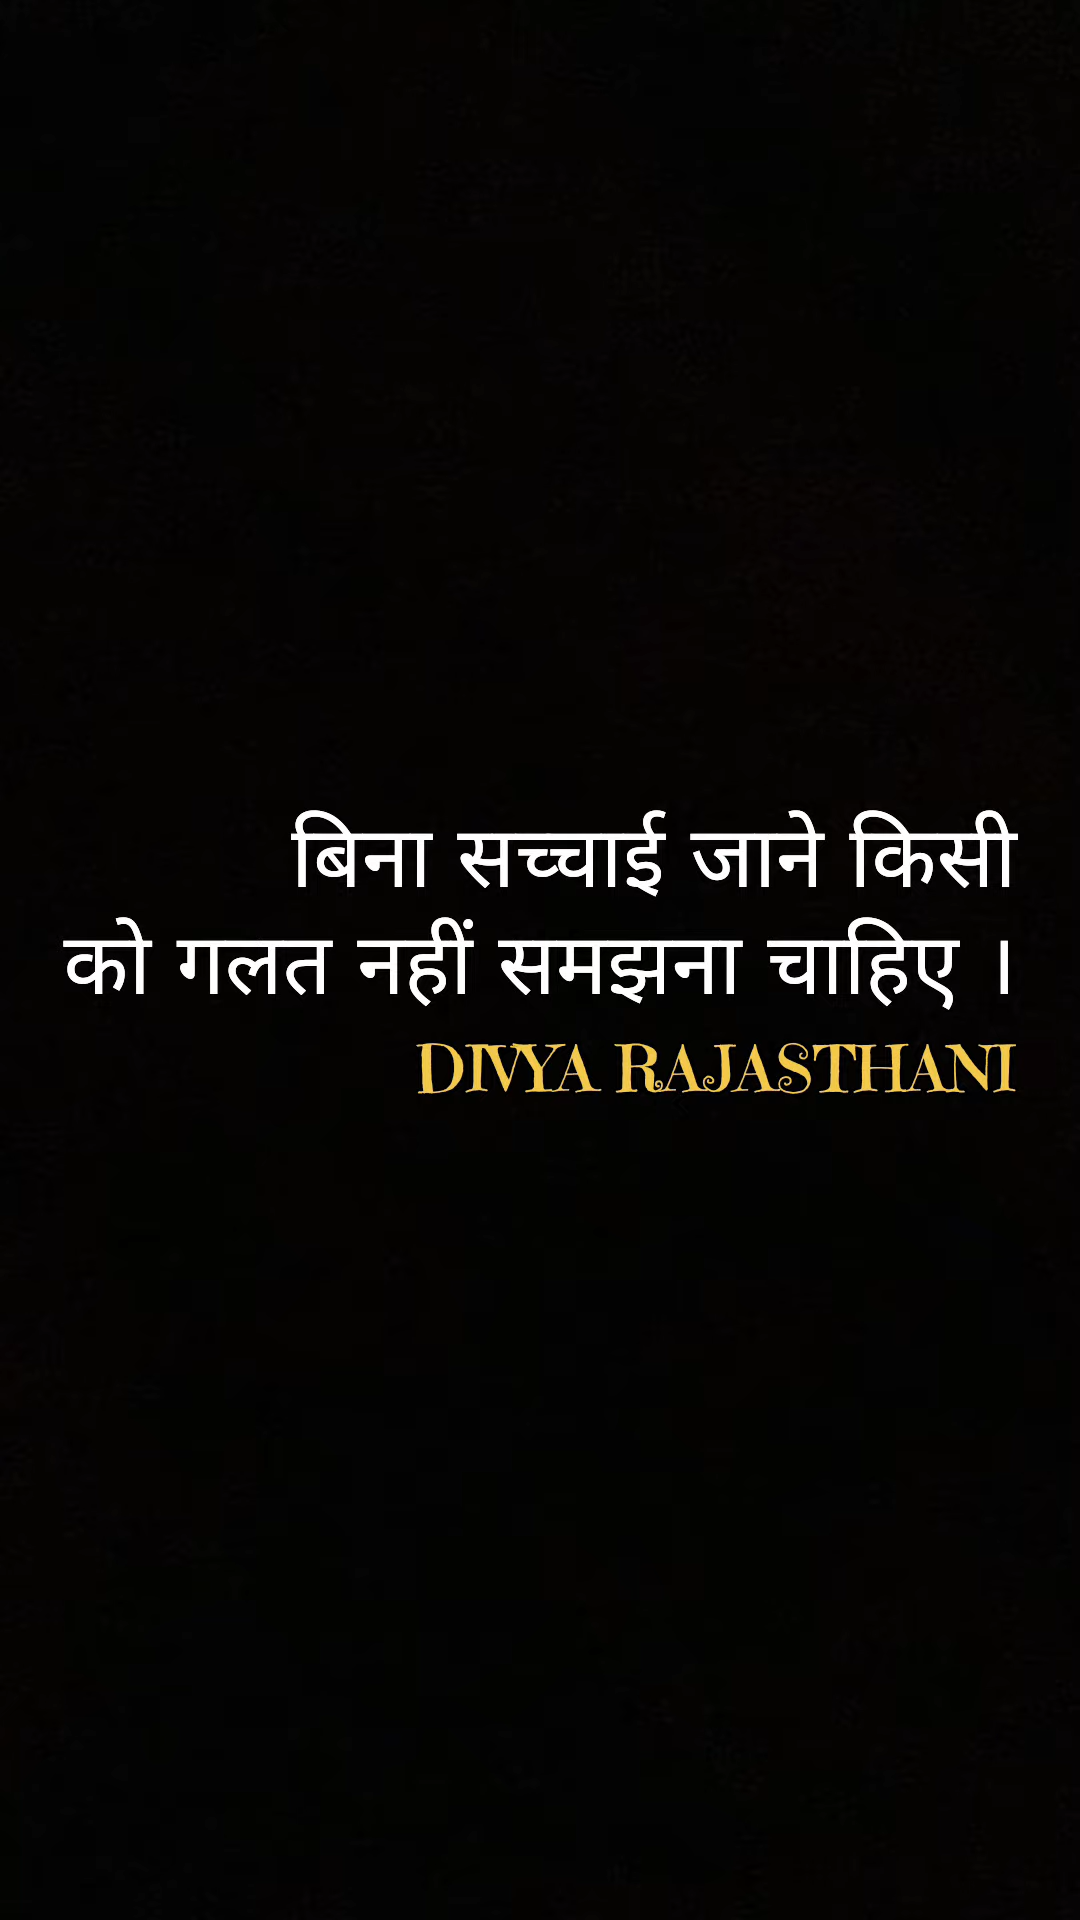 बिना सच्चाई जाने किसी
को गलत नहीं समझना चाहिए ।
DIVYA RAJASTHANI